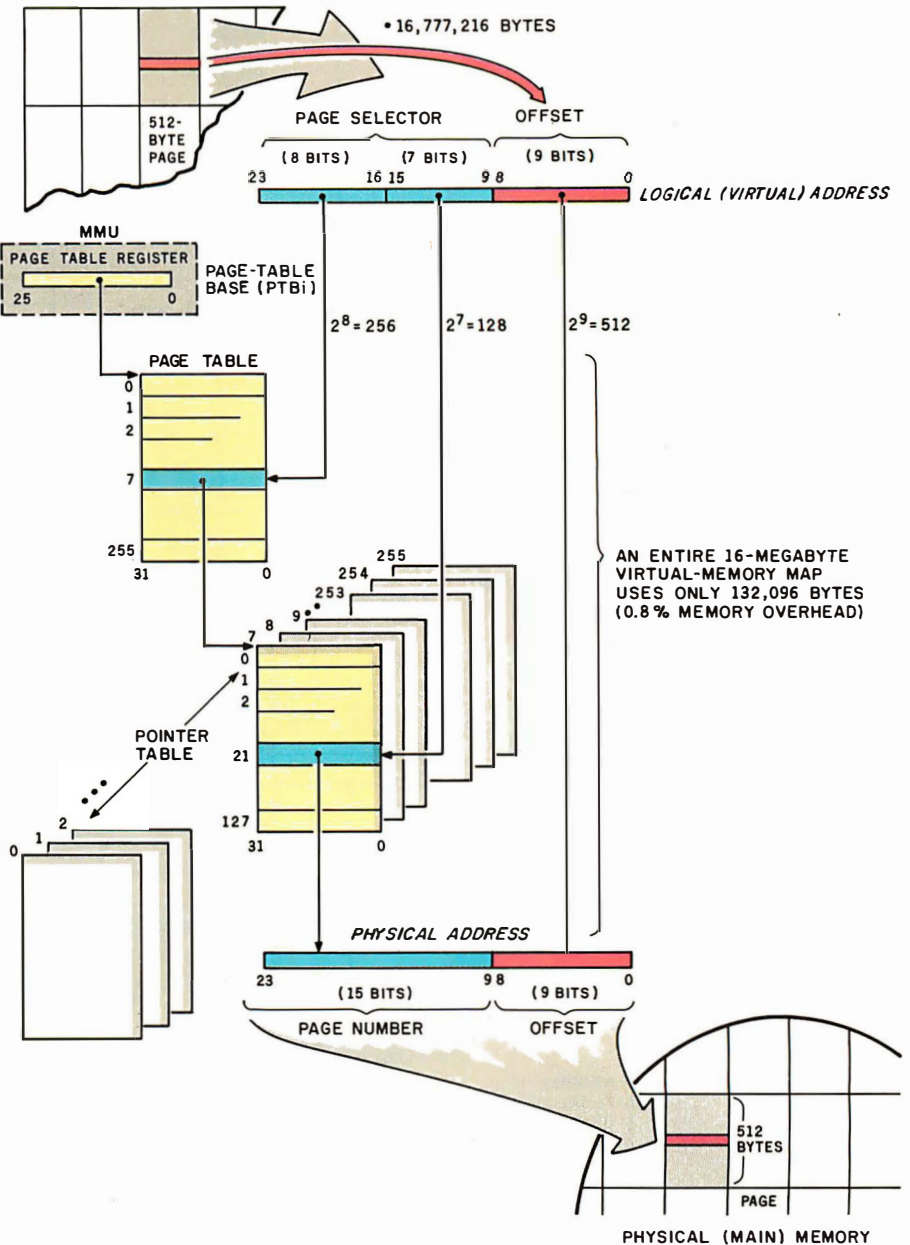 • 16,777,216 BYTES
512-
BYTE
PAGE
PAGE SELECTOR
OFFSET
(8 BITS)
(7 BITS)
(9 BITS)
23
16 15
9 8
0
LOGICAL (VIRTUAL) ADDRESS
MMU
PAGE TABLE REGISTER
25
0
PAGE-TABLE
BASE (PTBi)
2⁸ = 256
2⁷ = 128
2⁹ = 512
PAGE TABLE
0
1
2
7
255
31
0
AN ENTIRE 16-MEGABYTE
VIRTUAL-MEMORY MAP
USES ONLY 132,096 BYTES
(0.8% MEMORY OVERHEAD)
255
254
253
9
8
7
0
1
2
21
127
31
0
POINTER
TABLE
2
1
0
PHYSICAL ADDRESS
23
9 8
0
(15 BITS)
(9 BITS)
PAGE NUMBER
OFFSET
512
BYTES
PAGE
PHYSICAL (MAIN) MEMORY